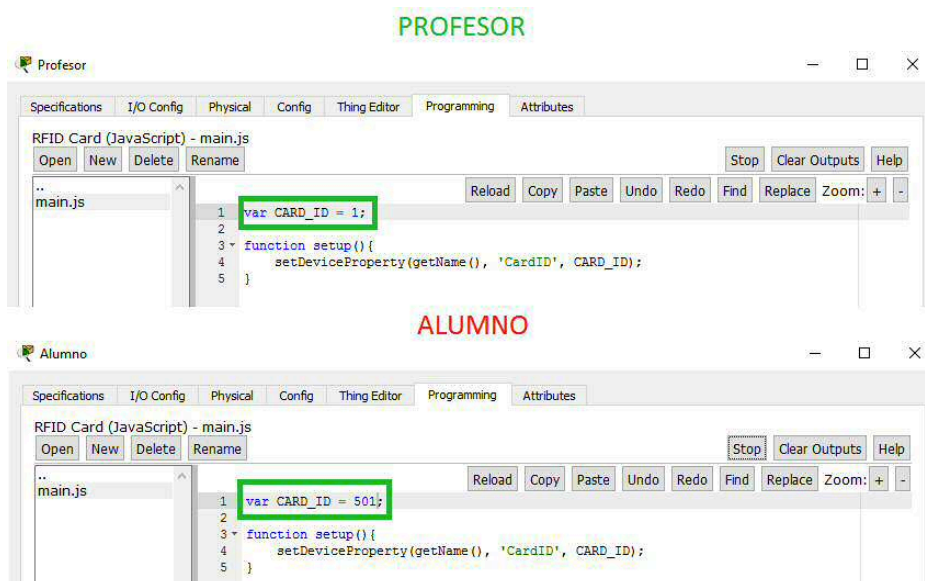 PROFESOR
Profesor
Specifications I/O Config Physical Config Thing Editor Programming Attributes
RFID Card (JavaScript) - main.js
Open New Delete Rename Stop Clear Outputs Help
.. Reload Copy Paste Undo Redo Find Replace Zoom: + -
main.js
1 var CARD_ID = 1;
2
3 function setup(){
4 setDeviceProperty(getName(), 'CardID', CARD_ID);
5 }
ALUMNO
Alumno
Specifications I/O Config Physical Config Thing Editor Programming Attributes
RFID Card (JavaScript) - main.js
Open New Delete Rename Stop Clear Outputs Help
.. Reload Copy Paste Undo Redo Find Replace Zoom: + -
main.js
1 var CARD_ID = 501;
2
3 function setup(){
4 setDeviceProperty(getName(), 'CardID', CARD_ID);
5 }